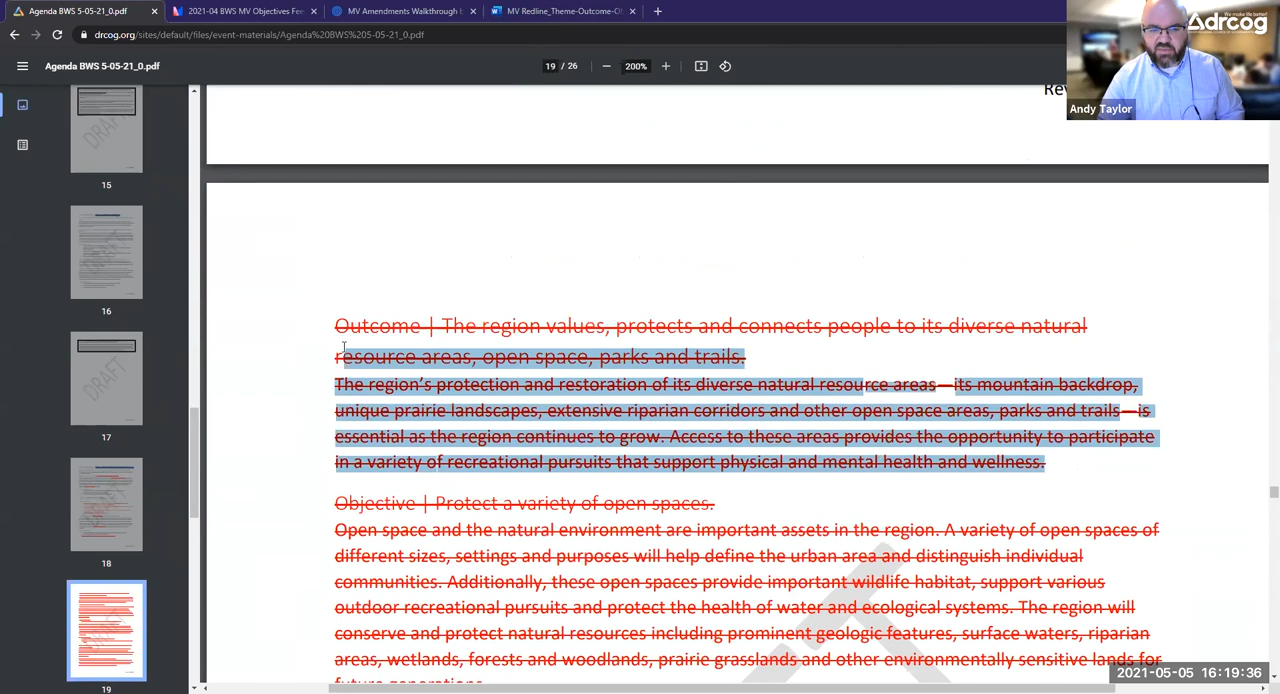 Agenda BWS 5-05-21_0.pdf
2021-04 BWS MV Objectives Fee
MV Amendments Walkthrough b
MV Redline_Theme-Outcome-O
drcog.org/sites/default/files/event-materials/Agenda%20BWS%205-05-21_0.pdf
We make life better!
drcog
Agenda BWS 5-05-21_0.pdf
19 / 26
200%
Andy Taylor
Rev
DRAFT
15
16
17
18
19
Outcome | The region values, protects and connects people to its diverse natural
resource areas, open space, parks and trails.
The region's protection and restoration of its diverse natural resource areas—its mountain backdrop,
unique prairie landscapes, extensive riparian corridors and other open space areas, parks and trails—is
essential as the region continues to grow. Access to these areas provides the opportunity to participate
in a variety of recreational pursuits that support physical and mental health and wellness.
Objective | Protect a variety of open spaces.
Open space and the natural environment are important assets in the region. A variety of open spaces of
different sizes, settings and purposes will help define the urban area and distinguish individual
communities. Additionally, these open spaces provide important wildlife habitat, support various
outdoor recreational pursuits and protect the health of water and ecological systems. The region will
conserve and protect natural resources including prominent geologic features, surface waters, riparian
areas, wetlands, forests and woodlands, prairie grasslands and other environmentally sensitive lands for
future generations.
2021-05-05 16:19:36